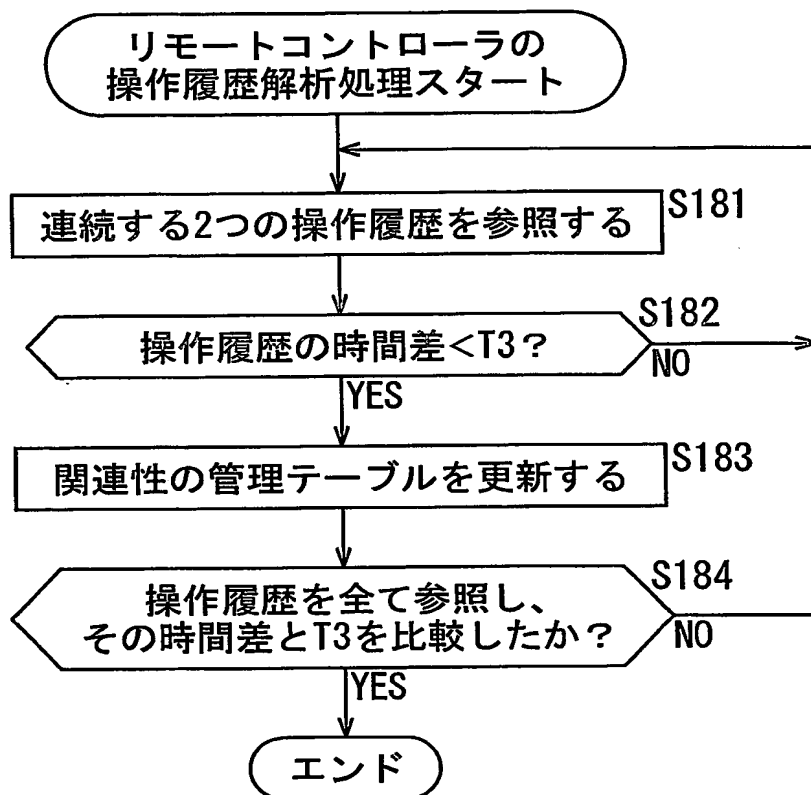 リモートコントローラの
操作履歴解析処理スタート
連続する2つの操作履歴を参照する
S181
操作履歴の時間差<T3?
S182
NO
YES
関連性の管理テーブルを更新する
S183
操作履歴を全て参照し、
その時間差とT3を比較したか?
S184
NO
YES
エンド